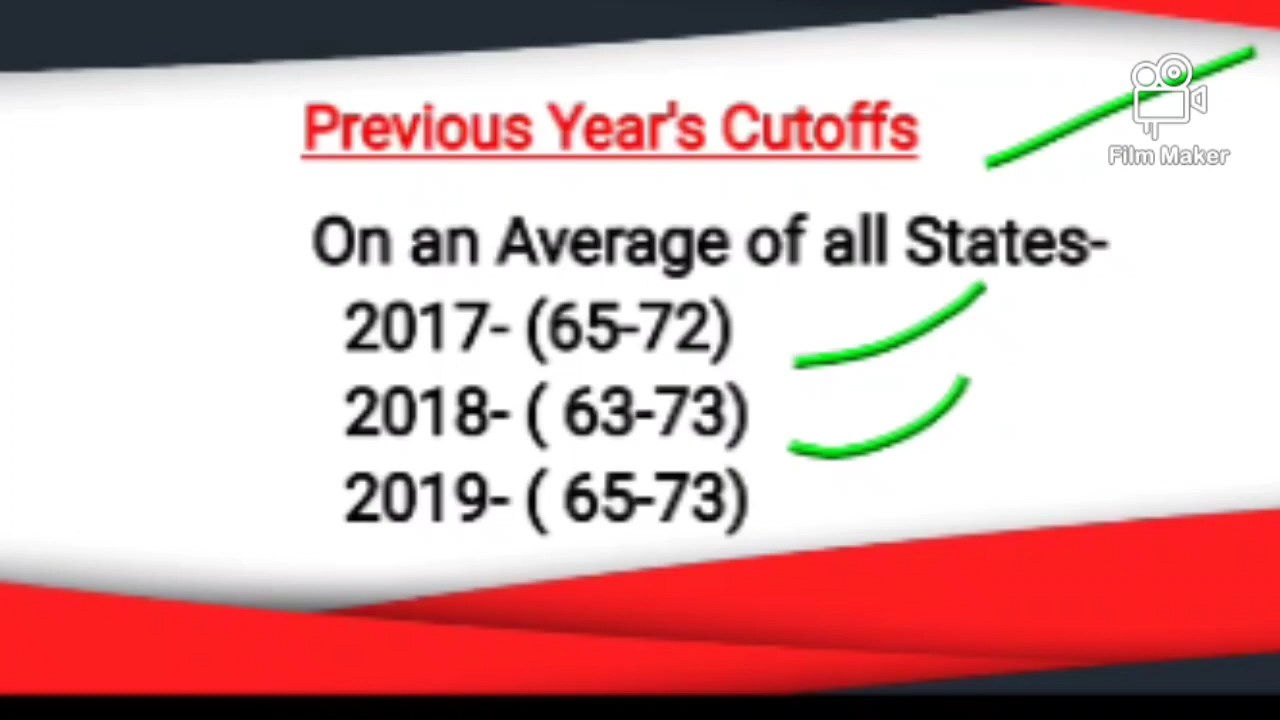 Previous Year's Cutoffs
Film Maker
On an Average of all States-
2017- (65-72)
2018- ( 63-73)
2019- ( 65-73)